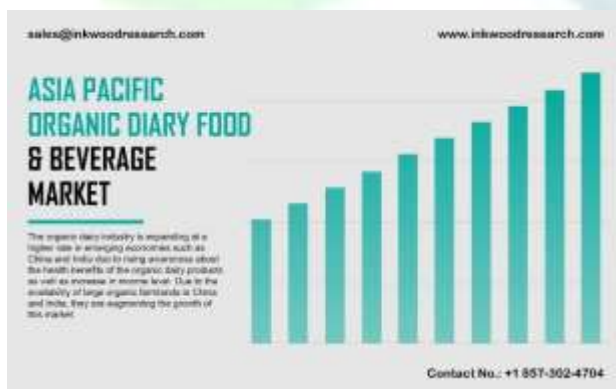 sales@inkwoodresearch.com
www.inkwoodresearch.com
ASIA PACIFIC
ORGANIC DIARY FOOD
& BEVERAGE
MARKET
The organic dairy industry is expanding at a
higher rate in emerging economies such as
China and India due to rising awareness about
the health benefits of the organic dairy products
as well as increase in income level. Due to the
availability of large organic farmlands in China
and India, they are augmenting the growth of
this market
Contact No.: +1 857-302-4704